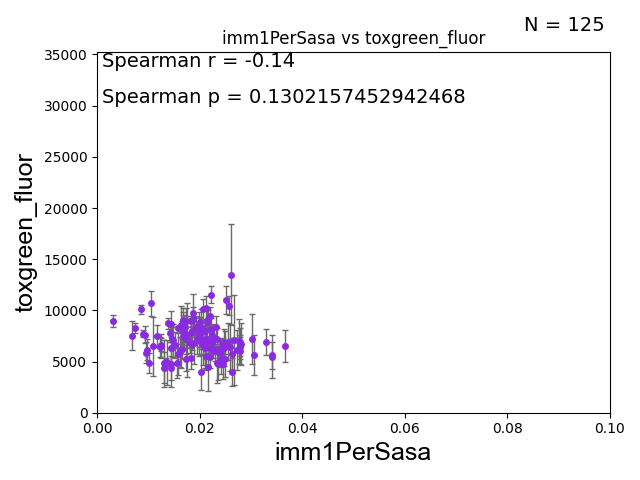 N = 125
imm1PerSasa vs toxgreen_fluor
Spearman r = -0.14
Spearman p = 0.1302157452942468
35000
30000
25000
20000
15000
10000
5000
0
toxgreen_fluor
0.00 0.02 0.04 0.06 0.08 0.10
imm1PerSasa